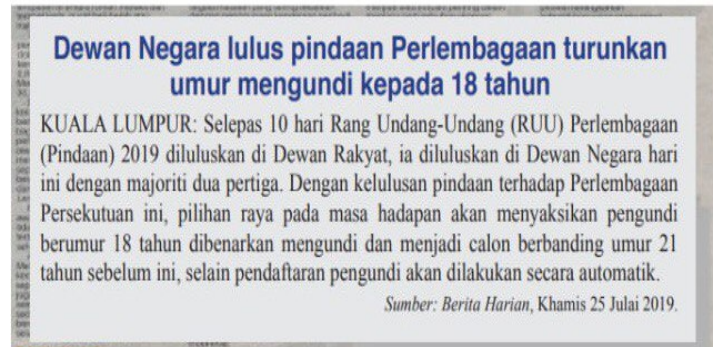 Dewan Negara lulus pindaan Perlembagaan turunkan
umur mengundi kepada 18 tahun
KUALA LUMPUR: Selepas 10 hari Rang Undang-Undang (RUU) Perlembagaan
(Pindaan) 2019 diluluskan di Dewan Rakyat, ia diluluskan di Dewan Negara hari
ini dengan majoriti dua pertiga. Dengan kelulusan pindaan terhadap Perlembagaan
Persekutuan ini, pilihan raya pada masa hadapan akan menyaksikan pengundi
berumur 18 tahun dibenarkan mengundi dan menjadi calon berbanding umur 21
tahun sebelum ini, selain pendaftaran pengundi akan dilakukan secara automatik.
Sumber: Berita Harian, Khamis 25 Julai 2019.